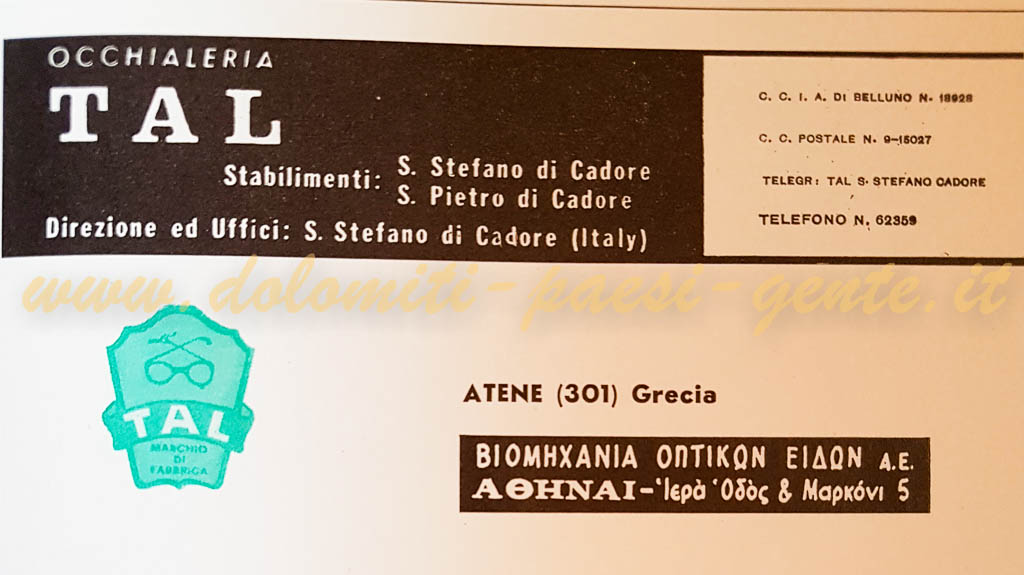 OCCHIALERIA
TAL
Stabilimenti: S. Stefano di Cadore
S. Pietro di Cadore
Direzione ed Uffici: S. Stefano di Cadore (Italy)
C. C. I. A. DI BELLUNO N. 18928
C. C. POSTALE N. 9-15027
TELEGR: TAL S. STEFANO CADORE
TELEFONO N. 62359
www.dolomiti-paesi-gente.it
TAL
MARCHIO
DI
FABBRICA
ATENE (301) Grecia
ΒΙΟΜΗΧΑΝΙΑ ΟΠΤΙΚΩΝ ΕΙΔΩΝ Α.Ε.
ΑΘΗΝΑΙ-Ἱερὰ Ὁδὸς & Μαρκόνι 5